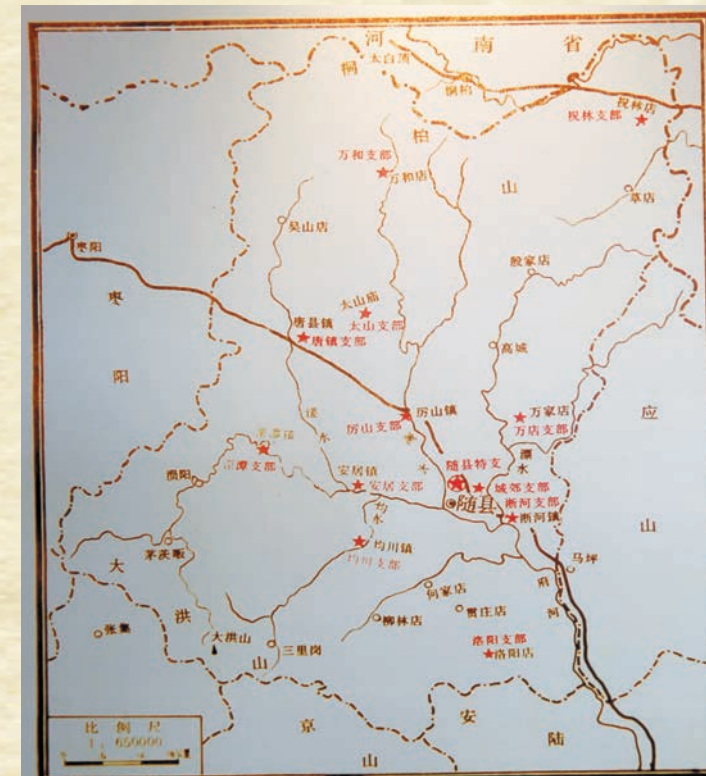 河南省
太白顶
桐柏
桐
柏
山
祝林店
祝林支部
万和支部
万和店
草店
吴山店
枣阳
殷家店
枣
阳
太山庙
太山支部
唐县镇
唐镇支部
高城
厉山镇
厉山支部
万家店
万店支部
应
山
水
溠
水
漂
水
潭支部
安居镇
安居支部
随县特支
城郊支部
随县
淅河支部
淅河镇
均
水
均川镇
均川支部
茅茨畈
马坪
大
洪
山
府
河
何家店
贯庄店
柳林店
张集
大洪山
三里岗
洛阳支部
洛阳店
京
山
安
陆
比例尺
1:650000